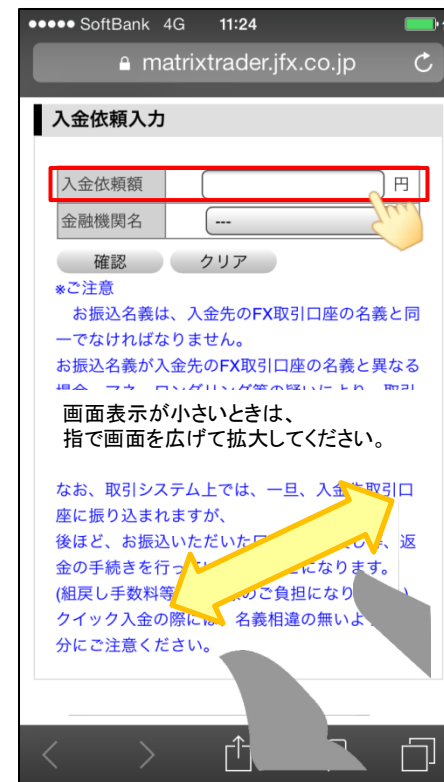 SoftBank 4G 11:24
matrixtrader.jfx.co.jp
入金依頼入力
入金依頼額 円
金融機関名 ---
確認 クリア
※ご注意
お振込名義は、入金先のFX取引口座の名義と同
一でなければなりません。
お振込名義が入金先のFX取引口座の名義と異なる
画面表示が小さいときは、
指で画面を広げて拡大してください。
なお、取引システム上では、一旦、入金先取引口
座に振り込まれますが、
後ほど、お振込いただいた 、返
金の手続きを行っ になります。
(組戻し手数料等 のご負担になり
クイック入金の際には、名義相違の無いよ
分にご注意ください。